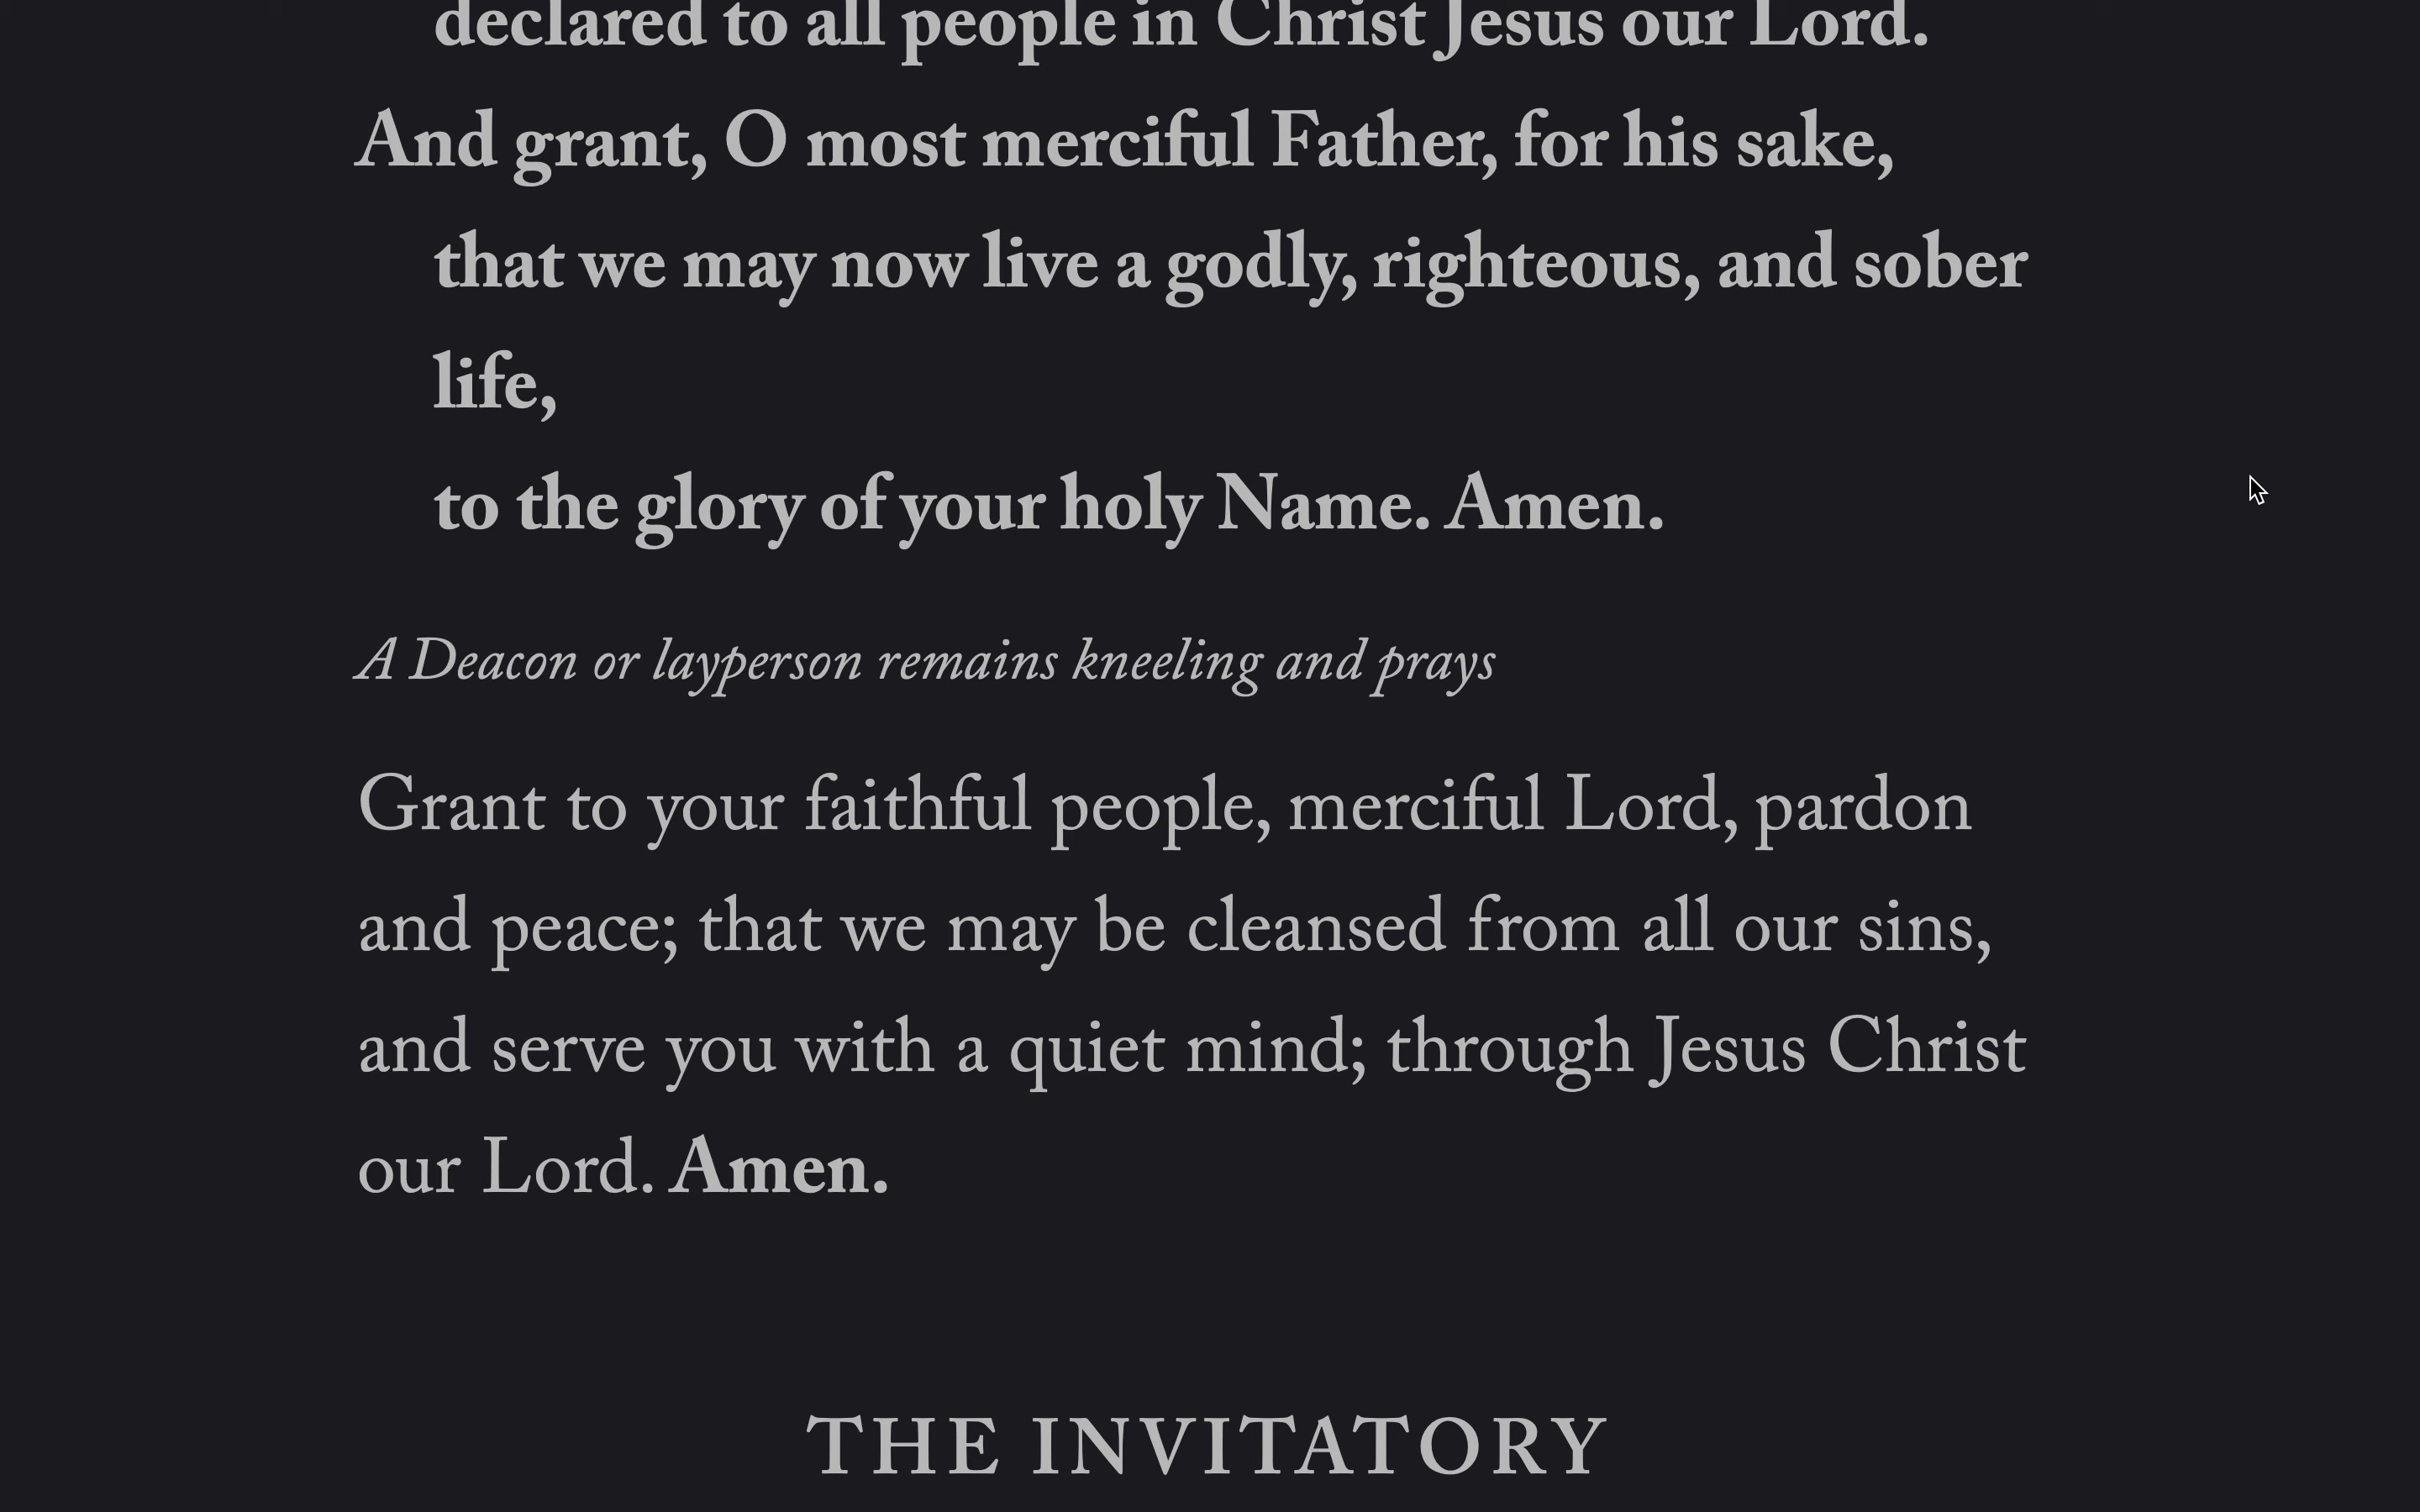 declared to all people in Christ Jesus our Lord.
And grant, O most merciful Father, for his sake,
that we may now live a godly, righteous, and sober
life,
to the glory of your holy Name. Amen.
A Deacon or layperson remains kneeling and prays
Grant to your faithful people, merciful Lord, pardon
and peace; that we may be cleansed from all our sins,
and serve you with a quiet mind; through Jesus Christ
our Lord. Amen.
THE INVITATORY